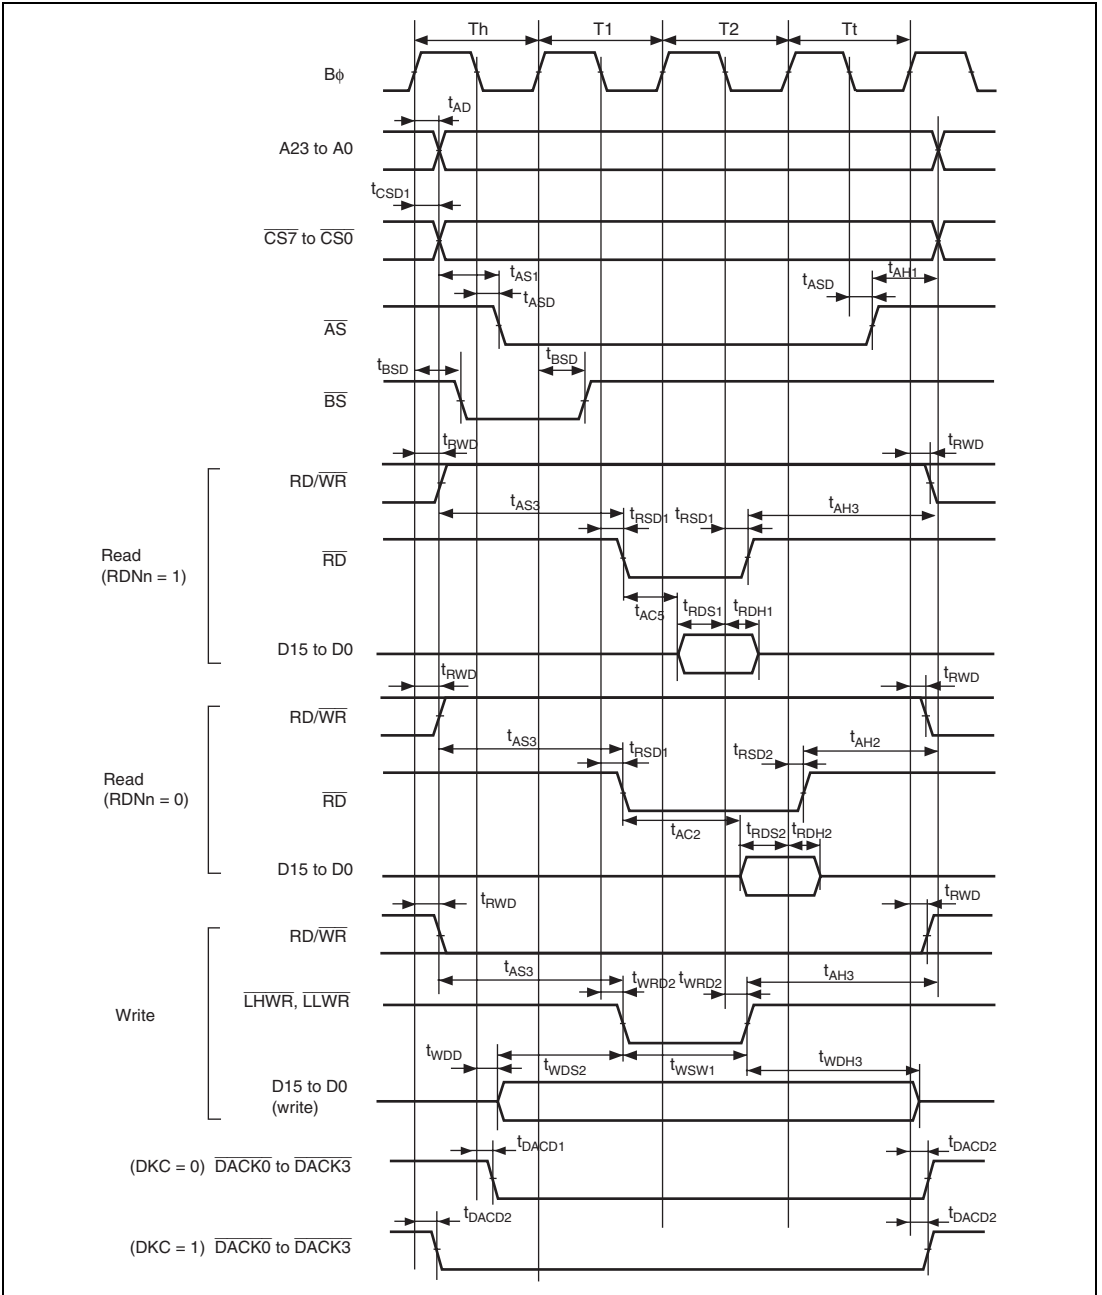 Th T1 T2 Tt
Bφ
tAD
A23 to A0
tCSD1
CS7 to CS0
tAS1 tASD tASD tAH1
AS
tBSD tBSD
BS
tRWD tRWD
RD/WR
tAS3 tRSD1 tRSD1 tAH3
Read
(RDNn = 1)
RD
tAC5 tRDS1 tRDH1
D15 to D0
tRWD tRWD
RD/WR
tAS3 tRSD1 tRSD2 tAH2
Read
(RDNn = 0)
RD
tAC2 tRDS2 tRDH2
D15 to D0
tRWD tRWD
RD/WR
tAS3 tWRD2 tWRD2 tAH3
Write
LHWR, LLWR
tWDD tWDS2 tWSW1 tWDH3
D15 to D0
(write)
tDACD1 tDACD2
(DKC = 0) DACK0 to DACK3
tDACD2 tDACD2
(DKC = 1) DACK0 to DACK3